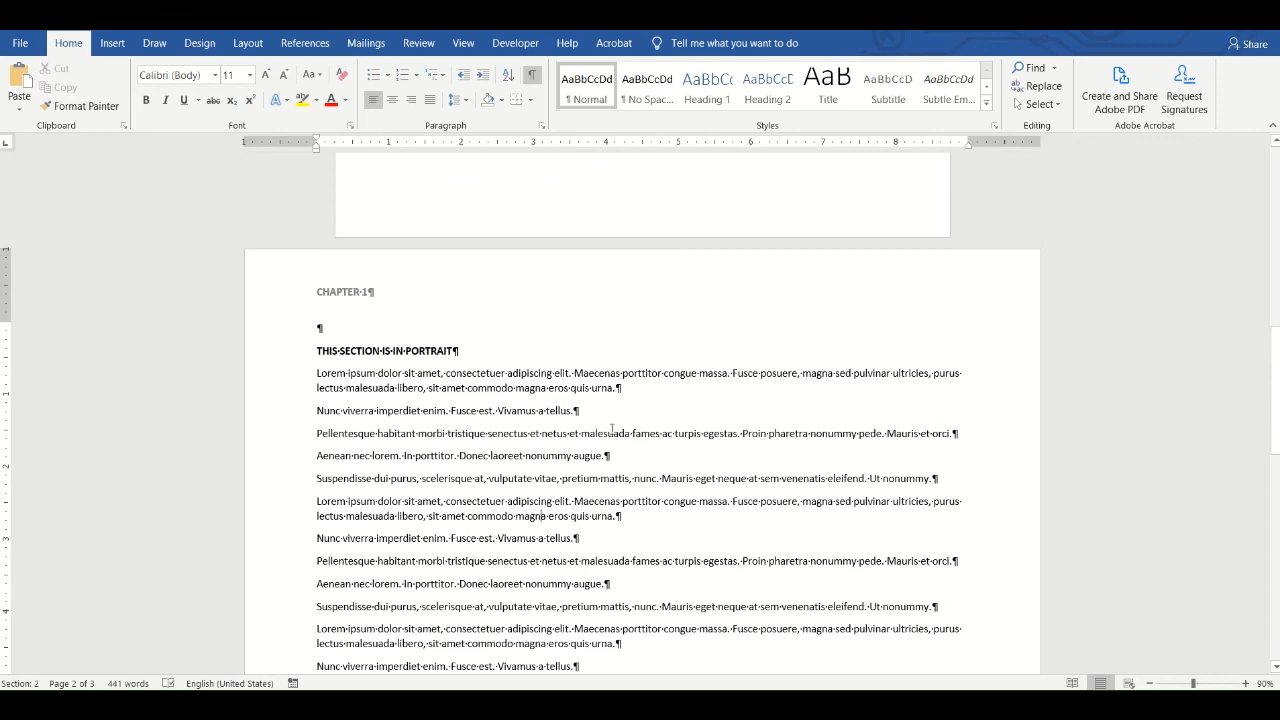 File Home Insert Draw Design Layout References Mailings Review View Developer Help Acrobat Tell me what you want to do Share
Paste Cut Copy Format Painter
Clipboard
Calibri (Body) 11 Aa
B I U abc x₂ x² A A
Font
Paragraph
AaBbCcDd AaBbCcDd AaBbCc AaBbCcDd AaB AaBbCcDd AaBbCcDd
¶ Normal ¶ No Spac... Heading 1 Heading 2 Title Subtitle Subtle Em...
Styles
Find
Replace
Select
Editing
Create and Share Adobe PDF
Request Signatures
Adobe Acrobat
1 1 2 3 4 5 6 7 8
CHAPTER·1¶
¶
THIS·SECTION·IS·IN·PORTRAIT¶
Lorem·ipsum·dolor·sit·amet,·consectetuer·adipiscing·elit.·Maecenas·porttitor·congue·massa.·Fusce·posuere,·magna·sed·pulvinar·ultricies,·purus·
lectus·malesuada·libero,·sit·amet·commodo·magna·eros·quis·urna.¶
Nunc·viverra·imperdiet·enim.·Fusce·est.·Vivamus·a·tellus.¶
Pellentesque·habitant·morbi·tristique·senectus·et·netus·et·malesuada·fames·ac·turpis·egestas.·Proin·pharetra·nonummy·pede.·Mauris·et·orci.¶
Aenean·nec·lorem.·In·porttitor.·Donec·laoreet·nonummy·augue.¶
Suspendisse·dui·purus,·scelerisque·at,·vulputate·vitae,·pretium·mattis,·nunc.·Mauris·eget·neque·at·sem·venenatis·eleifend.·Ut·nonummy.¶
Lorem·ipsum·dolor·sit·amet,·consectetuer·adipiscing·elit.·Maecenas·porttitor·congue·massa.·Fusce·posuere,·magna·sed·pulvinar·ultricies,·purus·
lectus·malesuada·libero,·sit·amet·commodo·magna·eros·quis·urna.¶
Nunc·viverra·imperdiet·enim.·Fusce·est.·Vivamus·a·tellus.¶
Pellentesque·habitant·morbi·tristique·senectus·et·netus·et·malesuada·fames·ac·turpis·egestas.·Proin·pharetra·nonummy·pede.·Mauris·et·orci.¶
Aenean·nec·lorem.·In·porttitor.·Donec·laoreet·nonummy·augue.¶
Suspendisse·dui·purus,·scelerisque·at,·vulputate·vitae,·pretium·mattis,·nunc.·Mauris·eget·neque·at·sem·venenatis·eleifend.·Ut·nonummy.¶
Lorem·ipsum·dolor·sit·amet,·consectetuer·adipiscing·elit.·Maecenas·porttitor·congue·massa.·Fusce·posuere,·magna·sed·pulvinar·ultricies,·purus·
lectus·malesuada·libero,·sit·amet·commodo·magna·eros·quis·urna.¶
Nunc·viverra·imperdiet·enim.·Fusce·est.·Vivamus·a·tellus.¶
Section: 2 Page 2 of 3 441 words English (United States) 90%